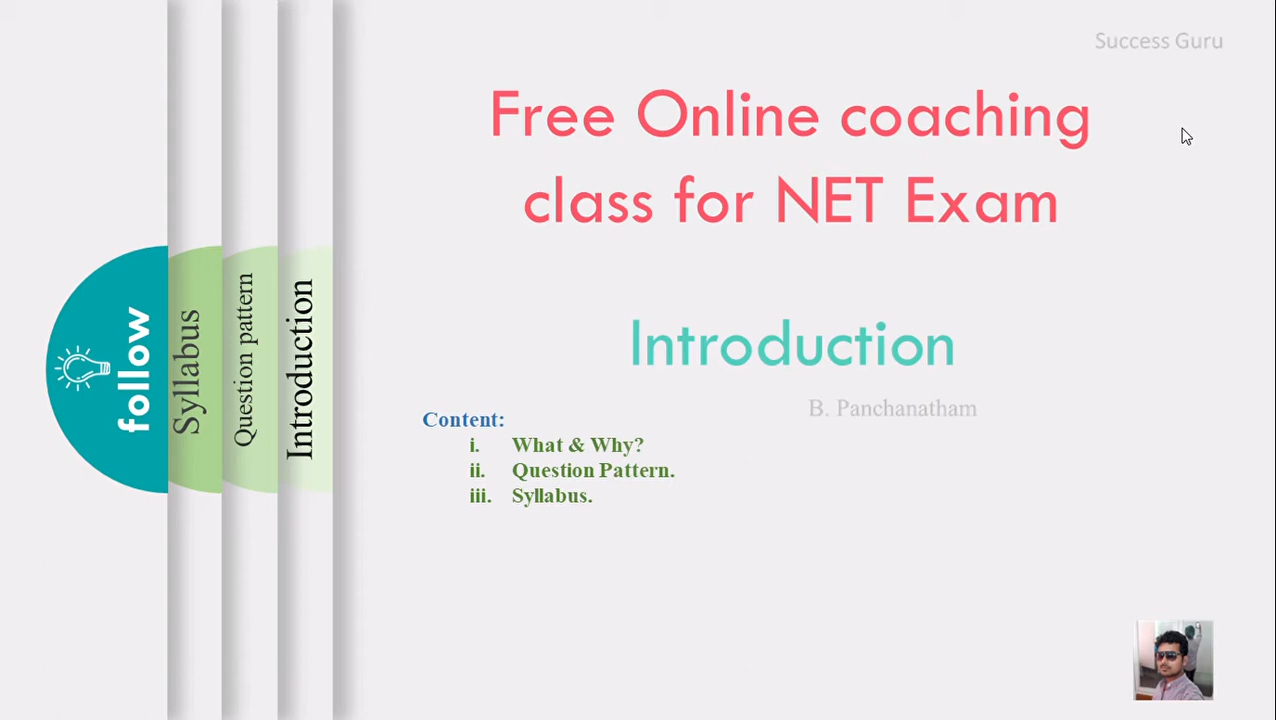 Success Guru
Free Online coaching
class for NET Exam
Introduction
B. Panchanatham
Content:
i. What & Why?
ii. Question Pattern.
iii. Syllabus.
follow
Syllabus
Question pattern
Introduction